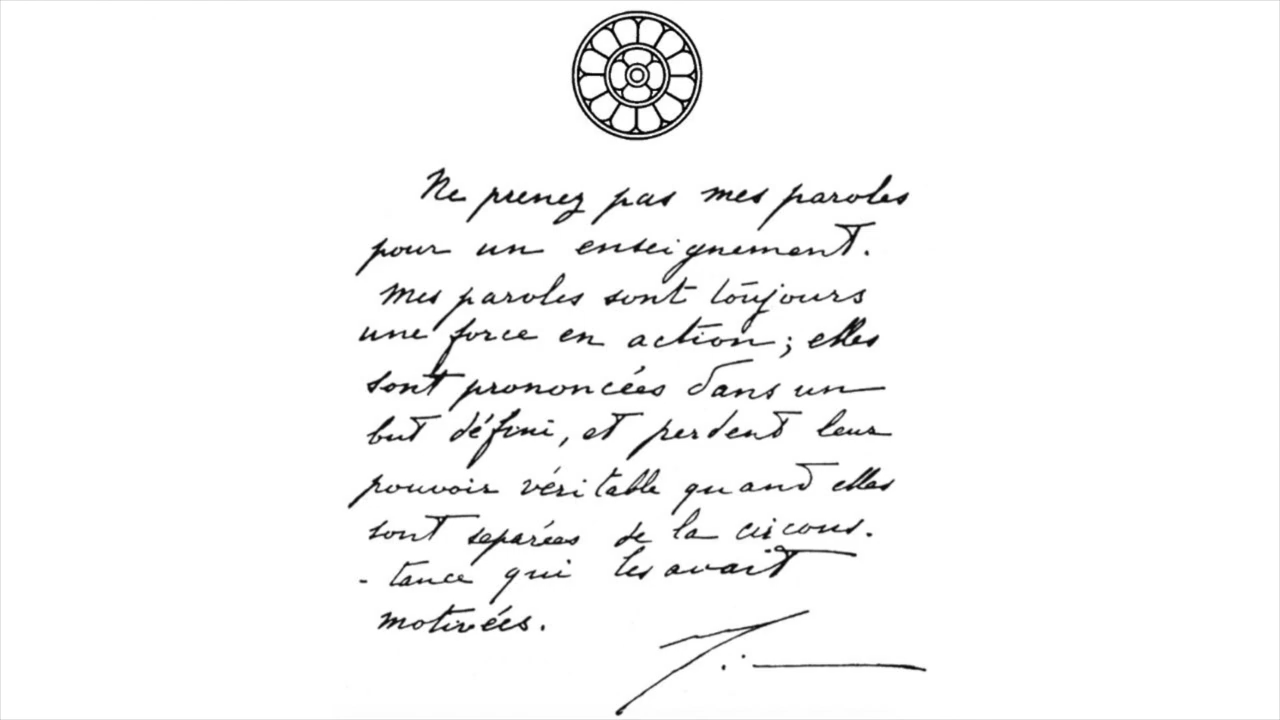 Ne prenez pas mes paroles
pour un enseignement.
Mes paroles sont toujours
une force en action; elles
sont prononcées dans un
but défini, et perdent leur
pouvoir véritable quand elles
sont separées de la circons-
-tance qui les avait
motivées.